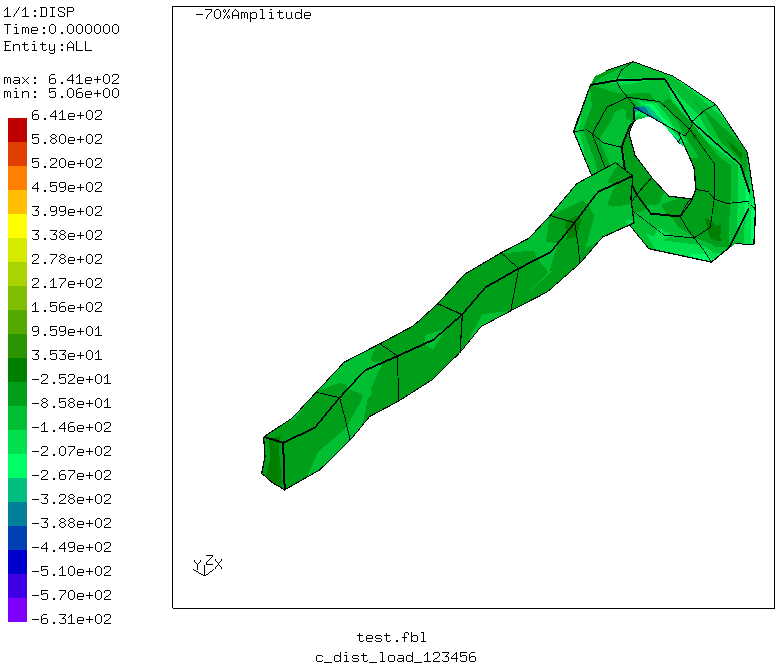 1/1:DISP
Time:0.000000
Entity:ALL
max: 6.41e+02
min: 5.06e+00
6.41e+02
5.80e+02
5.20e+02
4.59e+02
3.99e+02
3.38e+02
2.78e+02
2.17e+02
1.56e+02
9.59e+01
3.53e+01
-2.52e+01
-8.58e+01
-1.46e+02
-2.07e+02
-2.67e+02
-3.28e+02
-3.88e+02
-4.49e+02
-5.10e+02
-5.70e+02
-6.31e+02
-70%Amplitude
Y Z X
test.fbl
c_dist_load_123456